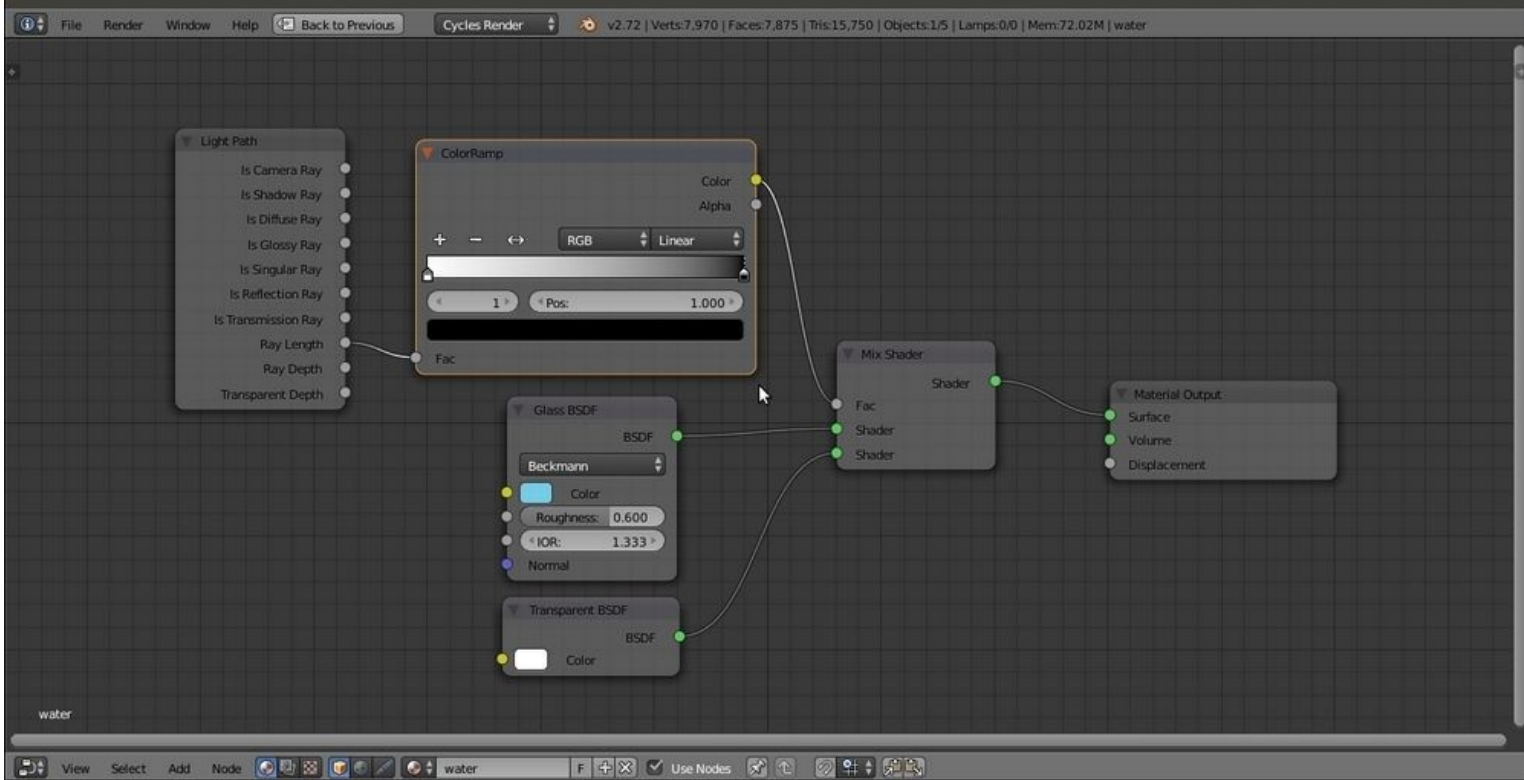 File Render Window Help Back to Previous Cycles Render v2.72 | Verts:7,970 | Faces:7,875 | Tris:15,750 | Objects:1/5 | Lamps:0/0 | Mem:72.02M | water
Light Path
Is Camera Ray
Is Shadow Ray
Is Diffuse Ray
Is Glossy Ray
Is Singular Ray
Is Reflection Ray
Is Transmission Ray
Ray Length
Ray Depth
Transparent Depth
ColorRamp
Color
Alpha
RGB Linear
1 Pos: 1.000
Fac
Glass BSDF
BSDF
Beckmann
Color
Roughness: 0.600
IOR: 1.333
Normal
Transparent BSDF
BSDF
Color
Mix Shader
Shader
Fac
Shader
Shader
Material Output
Surface
Volume
Displacement
water
View Select Add Node water F Use Nodes